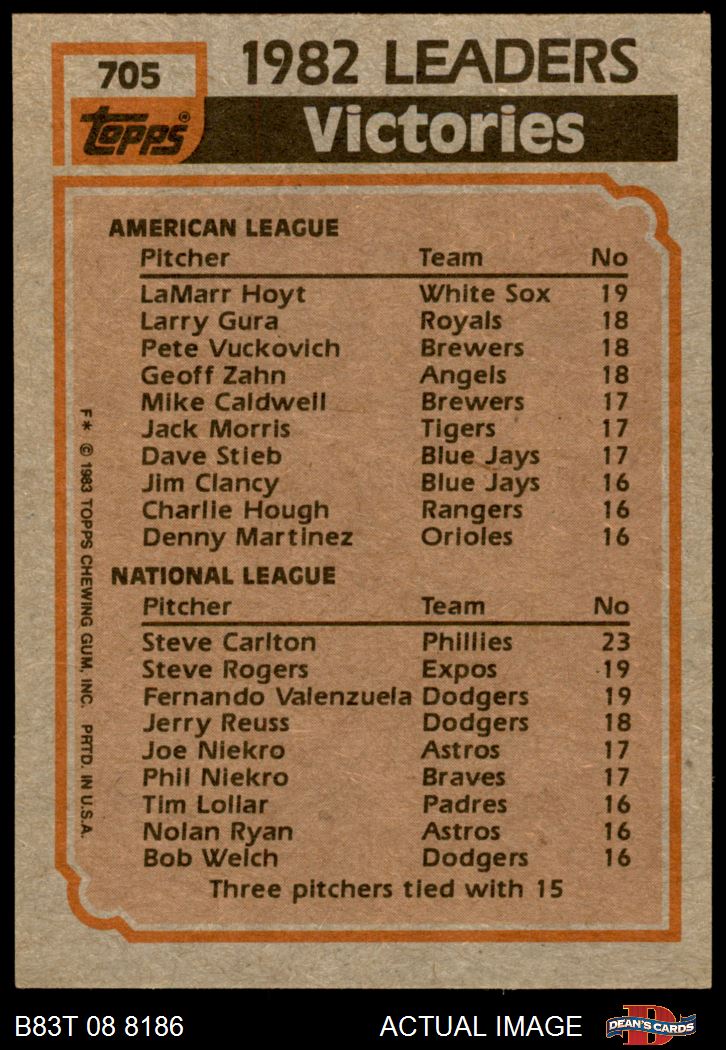 705
1982 LEADERS
Topps®
Victories
AMERICAN LEAGUE
Pitcher Team No
LaMarr Hoyt White Sox 19
Larry Gura Royals 18
Pete Vuckovich Brewers 18
Geoff Zahn Angels 18
Mike Caldwell Brewers 17
Jack Morris Tigers 17
Dave Stieb Blue Jays 17
Jim Clancy Blue Jays 16
Charlie Hough Rangers 16
Denny Martinez Orioles 16
NATIONAL LEAGUE
Pitcher Team No
Steve Carlton Phillies 23
Steve Rogers Expos 19
Fernando Valenzuela Dodgers 19
Jerry Reuss Dodgers 18
Joe Niekro Astros 17
Phil Niekro Braves 17
Tim Lollar Padres 16
Nolan Ryan Astros 16
Bob Welch Dodgers 16
Three pitchers tied with 15
F* © 1983 TOPPS CHEWING GUM, INC. PRTD. IN U.S.A.
B83T 08 8186
ACTUAL IMAGE
D
DEAN'S CARDS